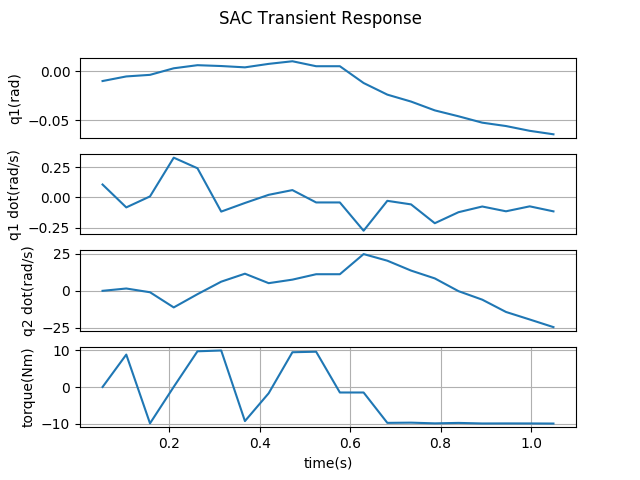 SAC Transient Response
0.00
−0.05
q1(rad)
0.25
0.00
−0.25
q1 dot(rad/s)
25
0
−25
q2 dot(rad/s)
10
0
−10
torque(Nm)
0.2 0.4 0.6 0.8 1.0
time(s)